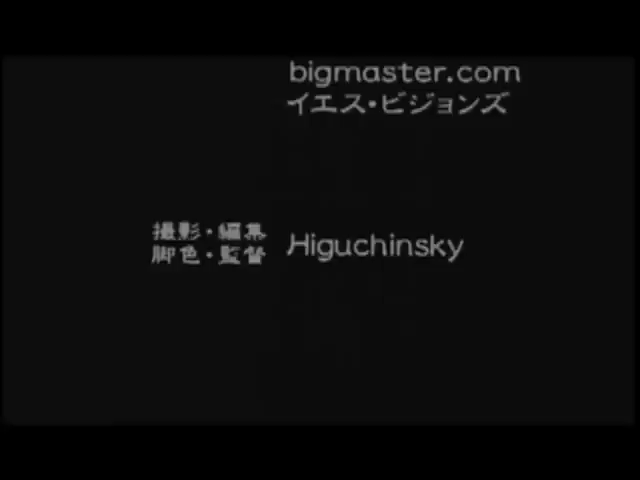 bigmaster.com
イエス・ビジョンズ
撮影・編集
脚色・監督
Higuchinsky